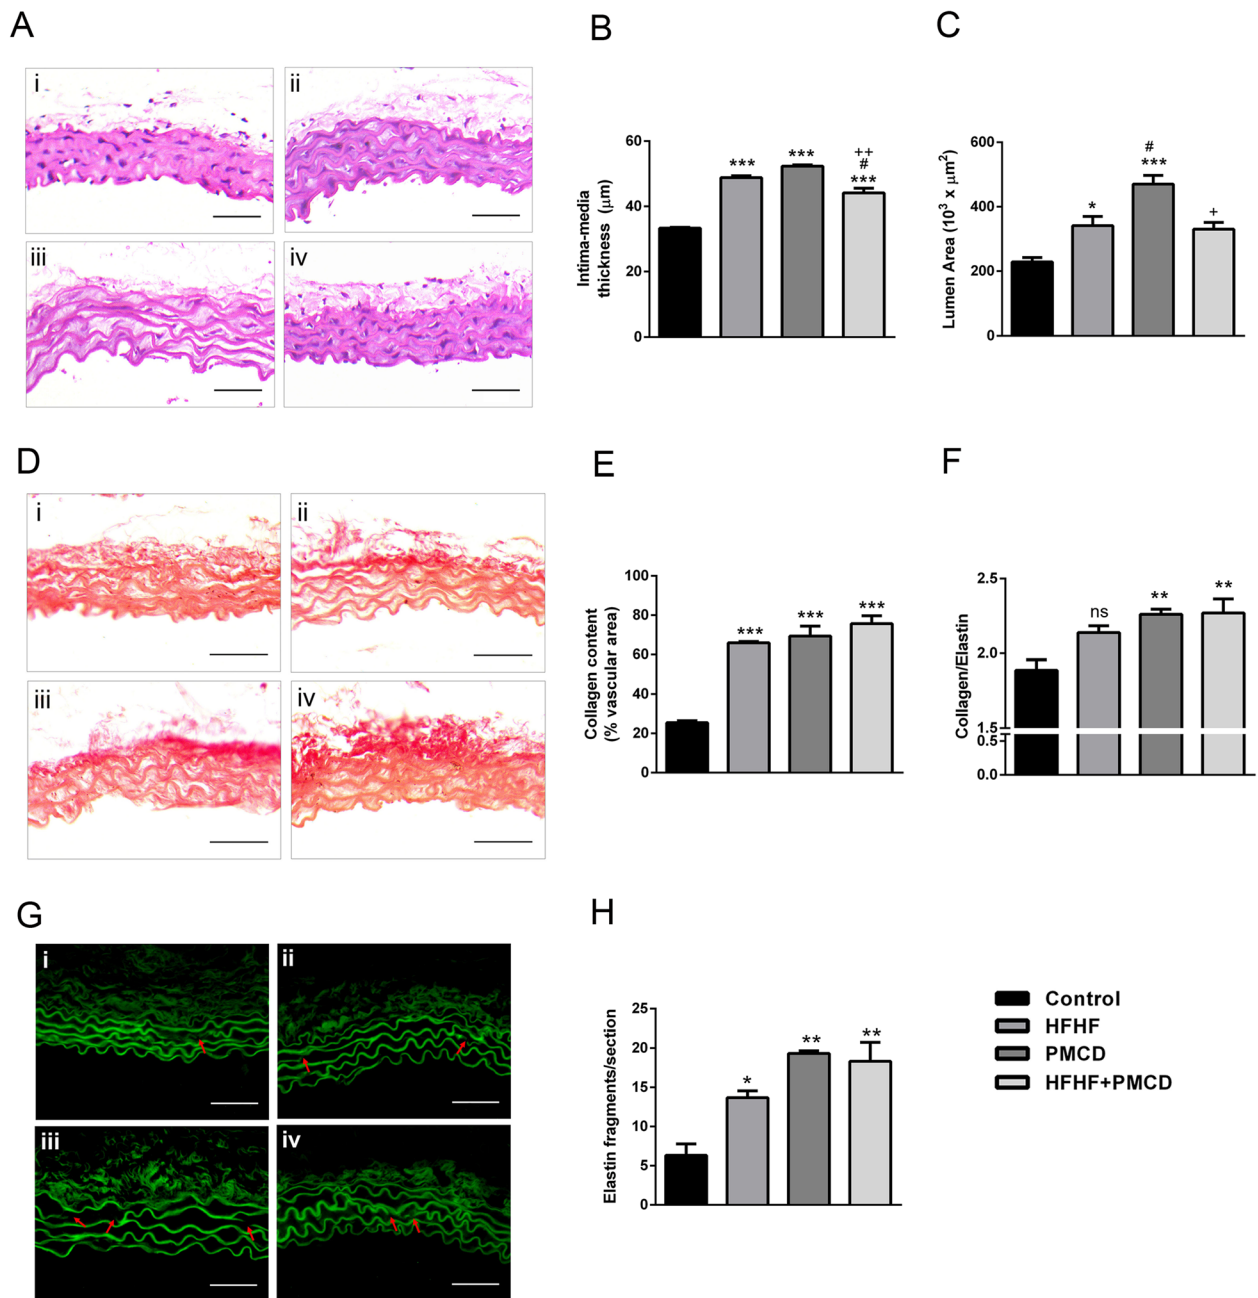 A
i
ii
iii
iv
B
Intima-media
thickness (μm)
60
40
20
0
***
***
++
#
***
C
Lumen Area (10³ x μm²)
600
400
200
0
*
#
***
+
D
i
ii
iii
iv
E
Collagen content
(% vascular area)
100
80
60
40
20
0
***
***
***
F
Collagen/Elastin
2.5
2.0
1.5
0.5
0.0
ns
**
**
G
i
ii
iii
iv
H
Elastin fragments/section
25
20
15
10
5
0
*
**
**
Control
HFHF
PMCD
HFHF+PMCD